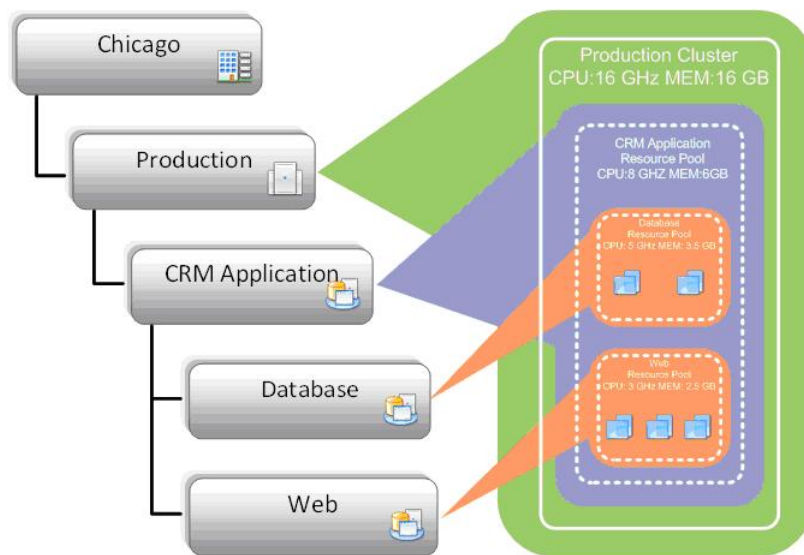 Chicago
Production
CRM Application
Database
Web
Production Cluster
CPU:16 GHz MEM:16 GB
CRM Application
Resource Pool
CPU:8 GHZ MEM:6GB
Database
Resource Pool
CPU: 5 GHz MEM: 3.5 GB
Web
Resource Pool
CPU: 3 GHz MEM: 2.5 GB